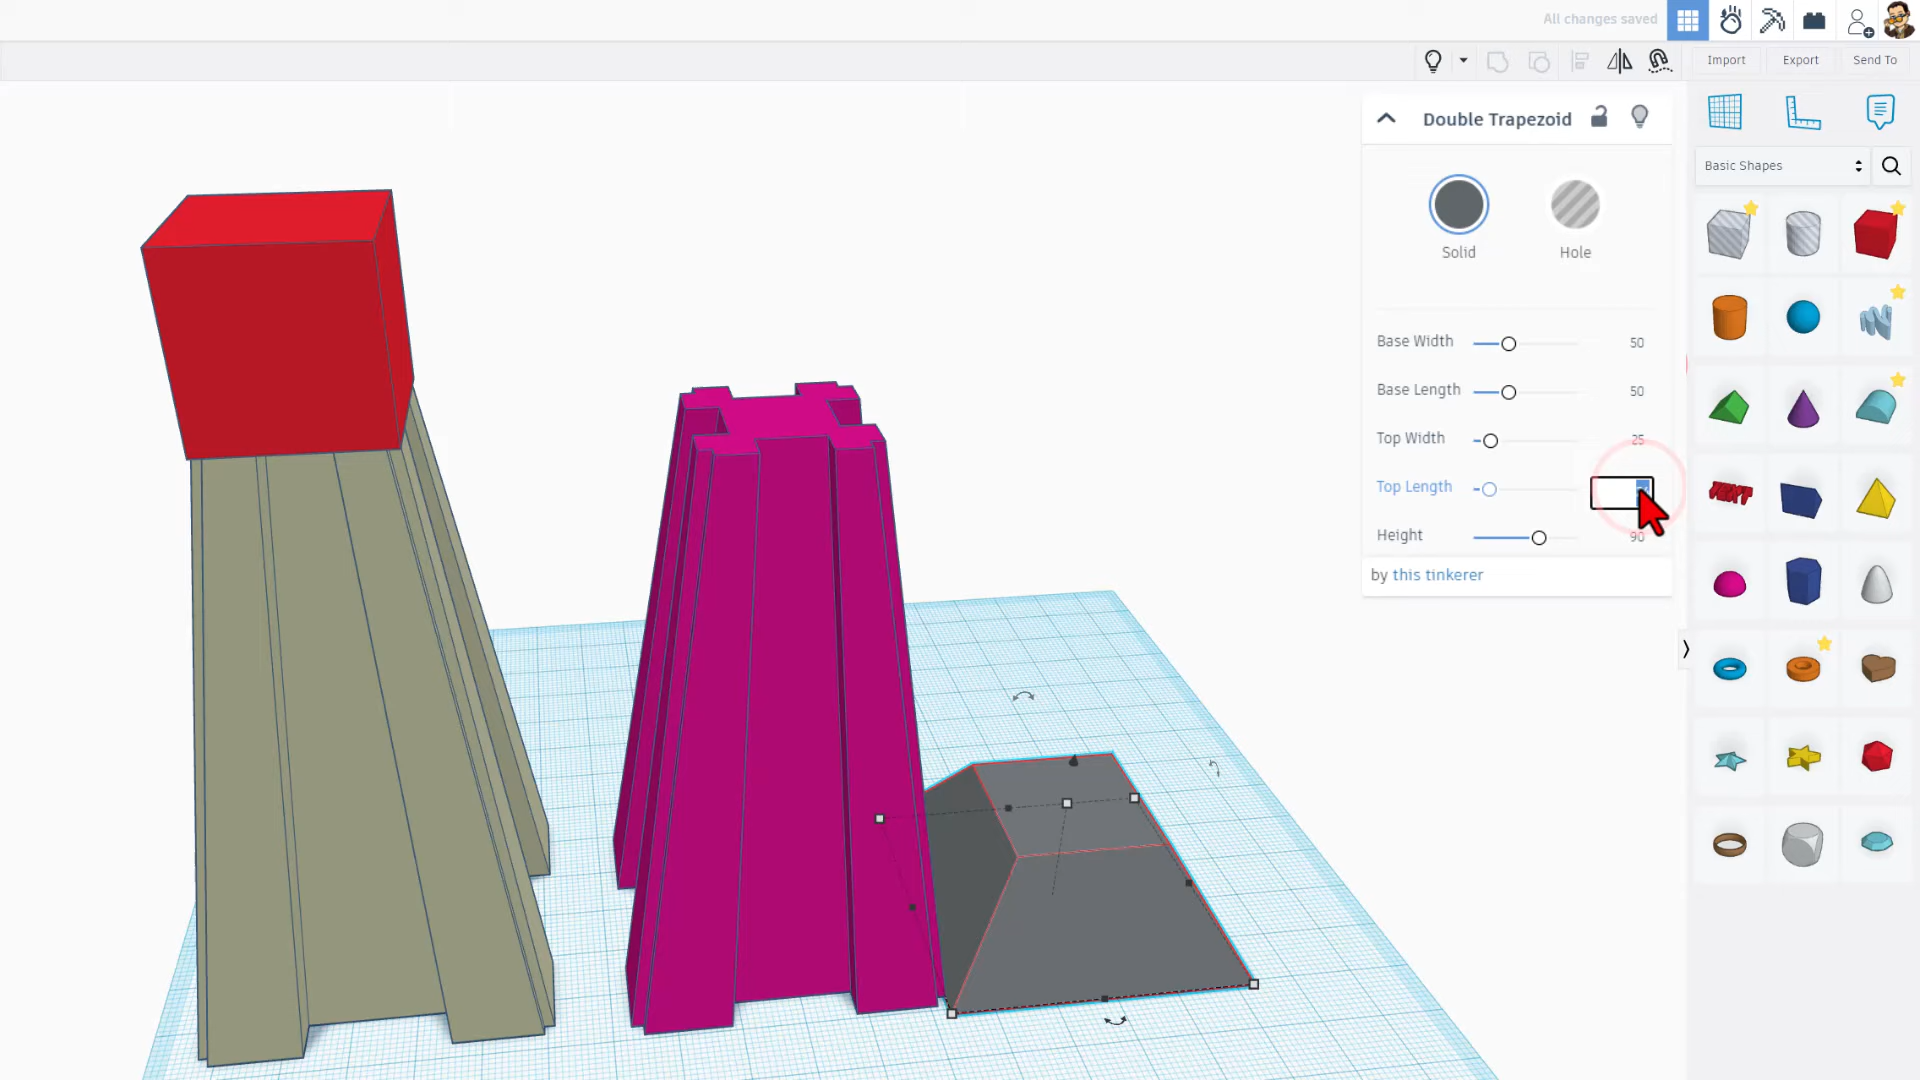 All changes saved
Import
Export
Send To
Double Trapezoid
Basic Shapes
Solid
Hole
Base Width
50
Base Length
50
Top Width
25
Top Length
Height
90
by this tinkerer
TEXT